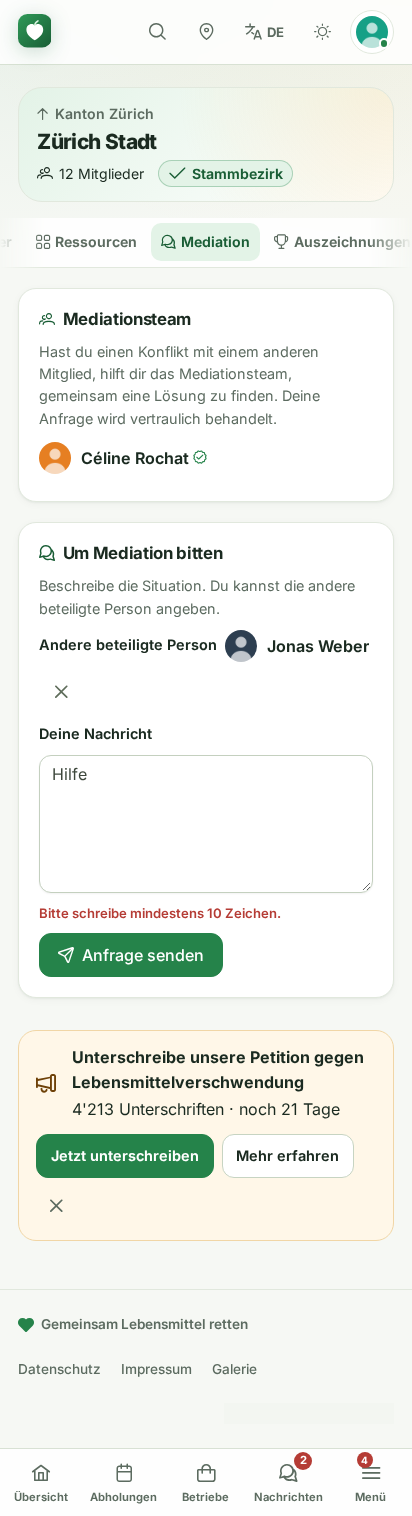 DE
Kanton Zürich
Zürich Stadt
12 Mitglieder Stammbezirk
er Ressourcen Mediation Auszeichnungen
Mediationsteam
Hast du einen Konflikt mit einem anderen
Mitglied, hilft dir das Mediationsteam,
gemeinsam eine Lösung zu finden. Deine
Anfrage wird vertraulich behandelt.
Céline Rochat
Um Mediation bitten
Beschreibe die Situation. Du kannst die andere
beteiligte Person angeben.
Andere beteiligte Person Jonas Weber
Deine Nachricht
Hilfe
Bitte schreibe mindestens 10 Zeichen.
Anfrage senden
Unterschreibe unsere Petition gegen
Lebensmittelverschwendung
4'213 Unterschriften · noch 21 Tage
Jetzt unterschreiben Mehr erfahren
Gemeinsam Lebensmittel retten
Datenschutz Impressum Galerie
2 4
Übersicht Abholungen Betriebe Nachrichten Menü